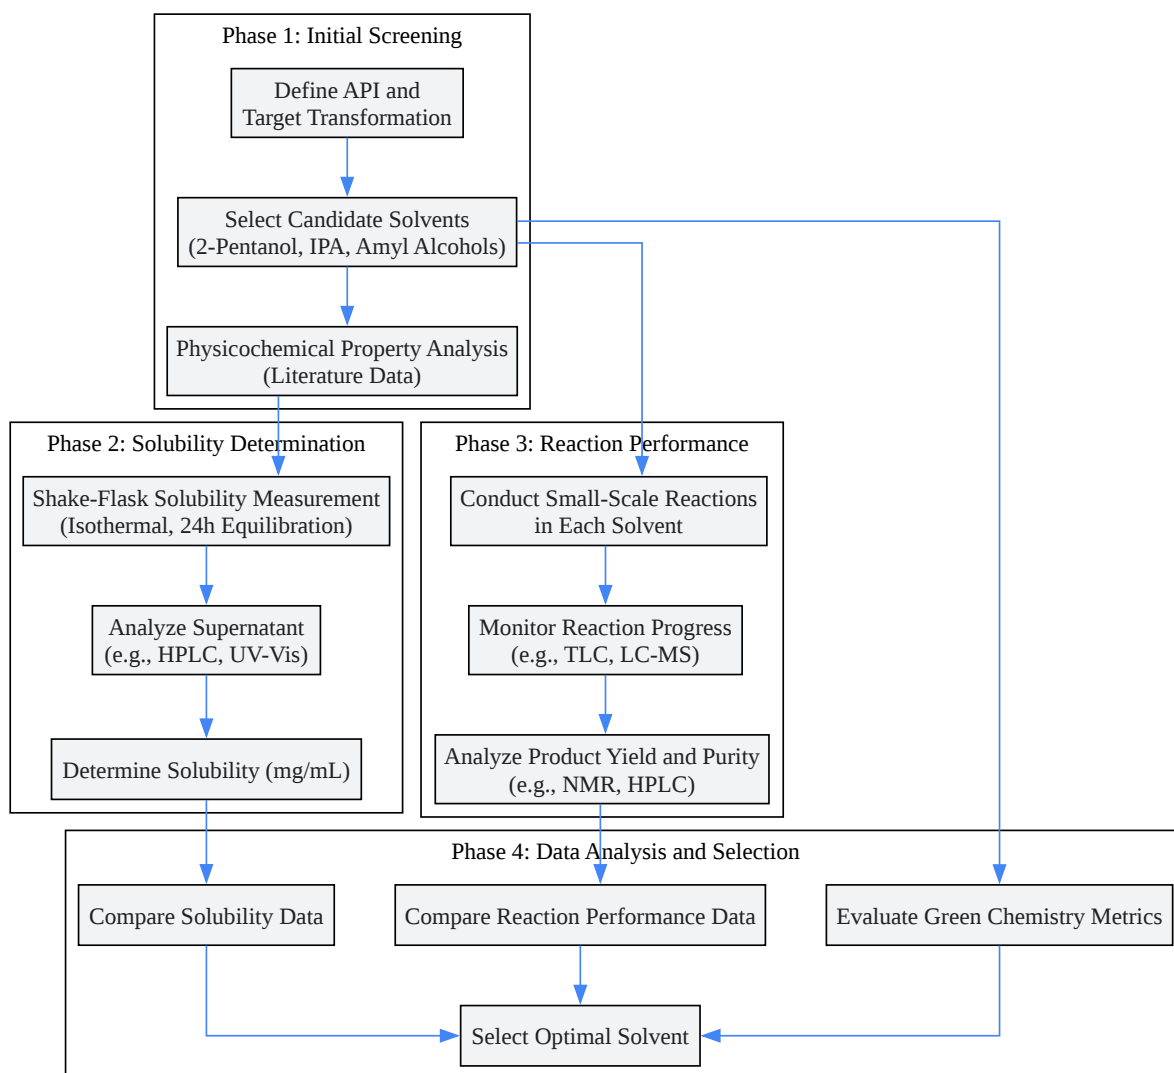 Phase 1: Initial Screening
Define API and
Target Transformation
Select Candidate Solvents
(2-Pentanol, IPA, Amyl Alcohols)
Physicochemical Property Analysis
(Literature Data)
Phase 2: Solubility Determination
Shake-Flask Solubility Measurement
(Isothermal, 24h Equilibration)
Analyze Supernatant
(e.g., HPLC, UV-Vis)
Determine Solubility (mg/mL)
Phase 3: Reaction Performance
Conduct Small-Scale Reactions
in Each Solvent
Monitor Reaction Progress
(e.g., TLC, LC-MS)
Analyze Product Yield and Purity
(e.g., NMR, HPLC)
Phase 4: Data Analysis and Selection
Compare Solubility Data
Compare Reaction Performance Data
Evaluate Green Chemistry Metrics
Select Optimal Solvent